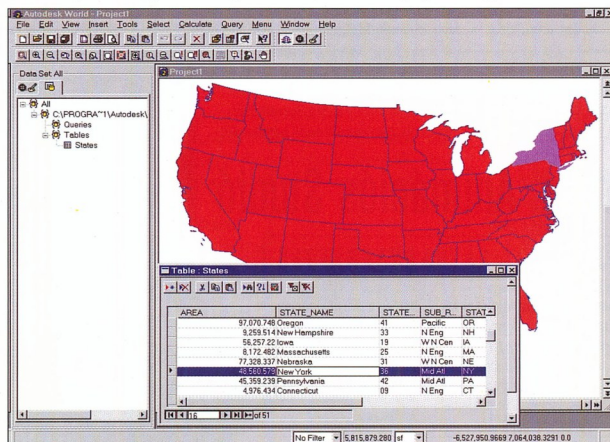 Autodesk World - Project1
File Edit View Insert Tools Select Calculate Query Menu Window Help
Data Set: All
All
C:\PROGRA~1\Autodesk\
Queries
Tables
States
Project1
Table : States
AREA STATE_NAME STATE... SUB_R... STAT
97,070.748 Oregon 41 Pacific OR
9,259.514 New Hampshire 33 N Eng NH
56,257.22 Iowa 19 W N Cen IA
8,172.482 Massachusetts 25 N Eng MA
77,328.337 Nebraska 31 W N Cen NE
48,560.579 New York 36 Mid Atl NY
45,359.239 Pennsylvania 42 Mid Atl PA
4,976.434 Connecticut 09 N Eng CT
16 of 51
No Filter 5,815,879.280 sf -6,527,950.9669 7,064,038.3291 0.0